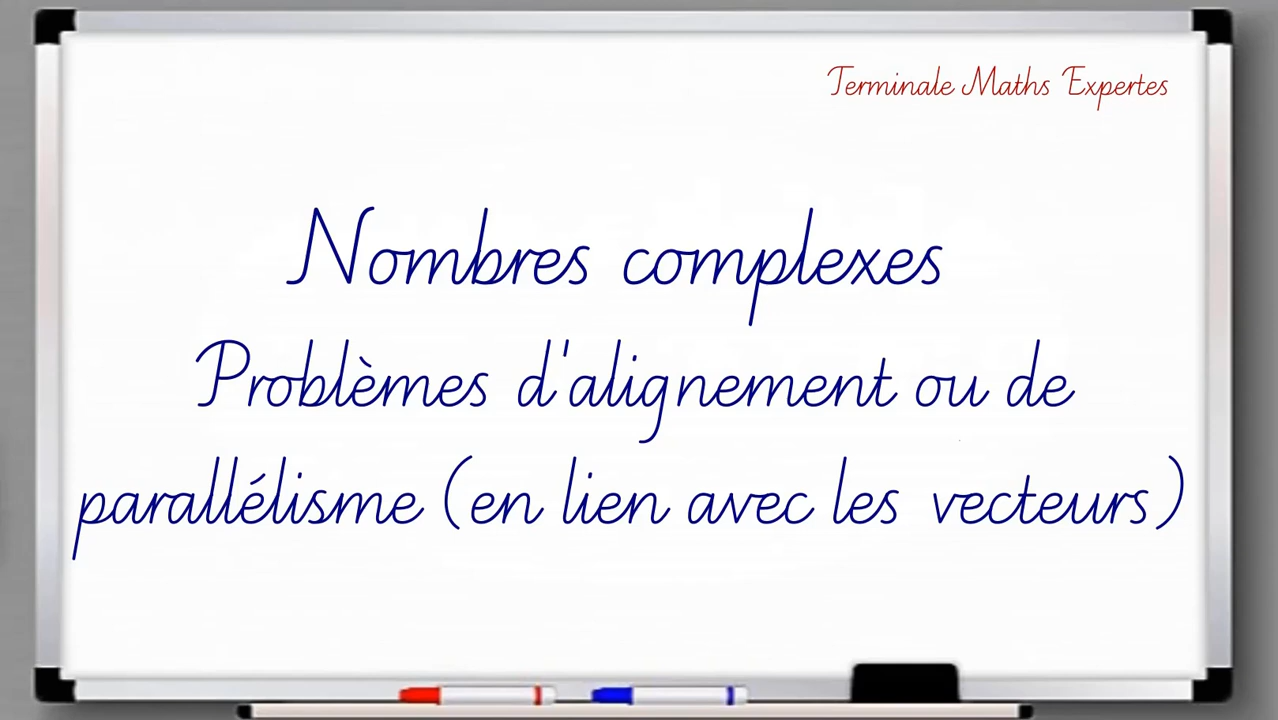 Terminale Maths Expertes
Nombres complexes
Problèmes d'alignement ou de
parallélisme (en lien avec les vecteurs)